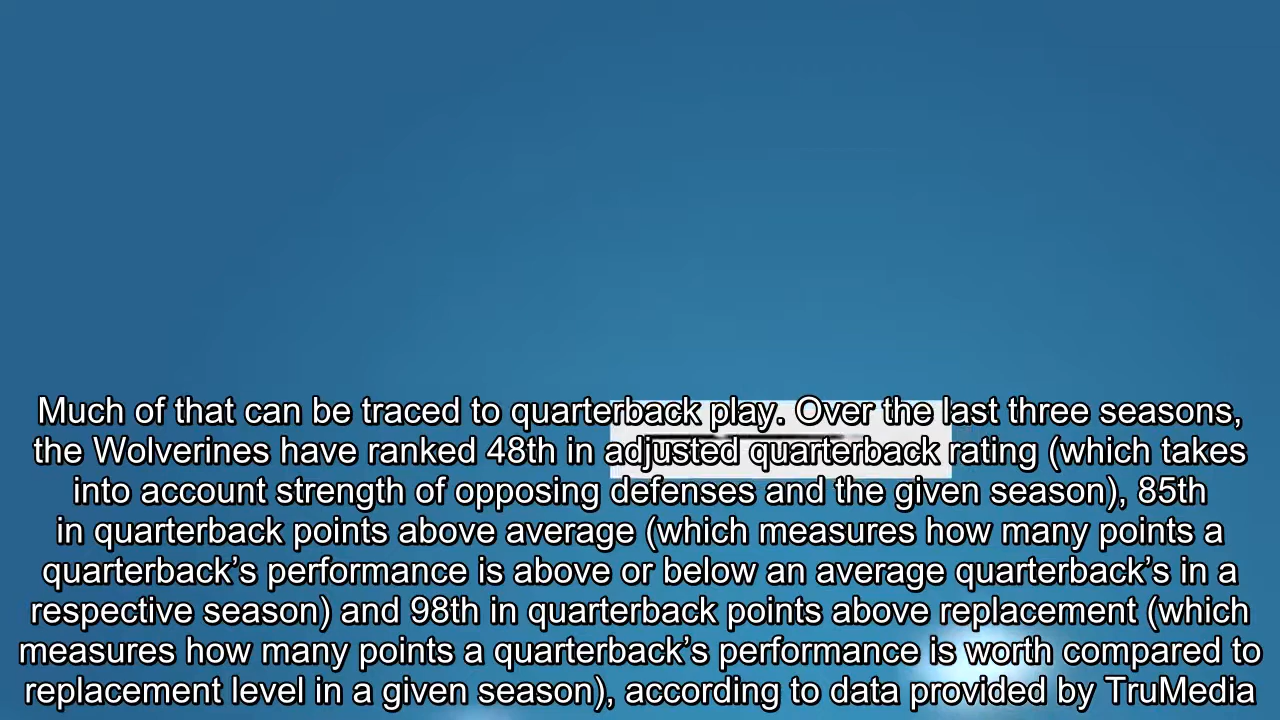 Much of that can be traced to quarterback play. Over the last three seasons,
the Wolverines have ranked 48th in adjusted quarterback rating (which takes
into account strength of opposing defenses and the given season), 85th
in quarterback points above average (which measures how many points a
quarterback’s performance is above or below an average quarterback’s in a
respective season) and 98th in quarterback points above replacement (which
measures how many points a quarterback’s performance is worth compared to
replacement level in a given season), according to data provided by TruMedia